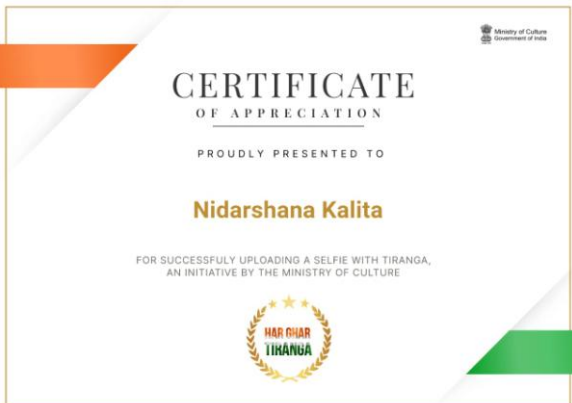 Ministry of Culture
Government of India
CERTIFICATE
OF APPRECIATION
PROUDLY PRESENTED TO
Nidarshana Kalita
FOR SUCCESSFULY UPLOADING A SELFIE WITH TIRANGA,
AN INITIATIVE BY THE MINISTRY OF CULTURE
HAR GHAR
TIRANGA